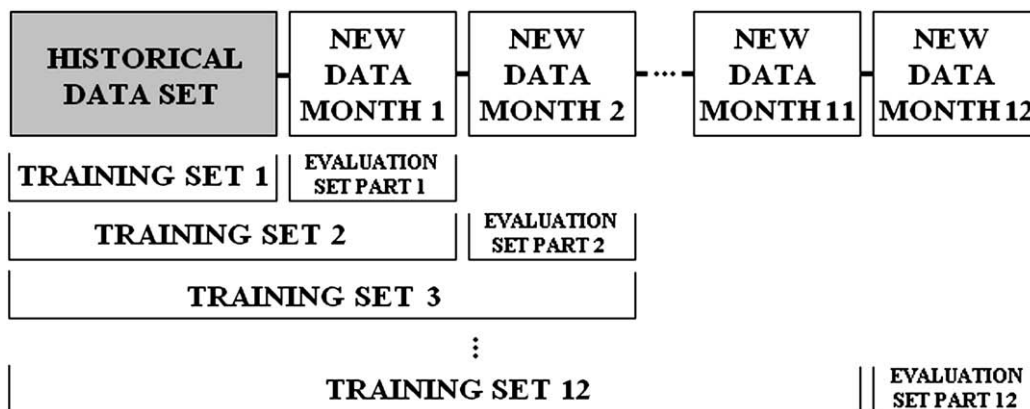 HISTORICAL
DATA SET
NEW
DATA
MONTH 1
NEW
DATA
MONTH 2
NEW
DATA
MONTH 11
NEW
DATA
MONTH 12
TRAINING SET 1
EVALUATION
SET PART 1
TRAINING SET 2
EVALUATION
SET PART 2
TRAINING SET 3
TRAINING SET 12
EVALUATION
SET PART 12